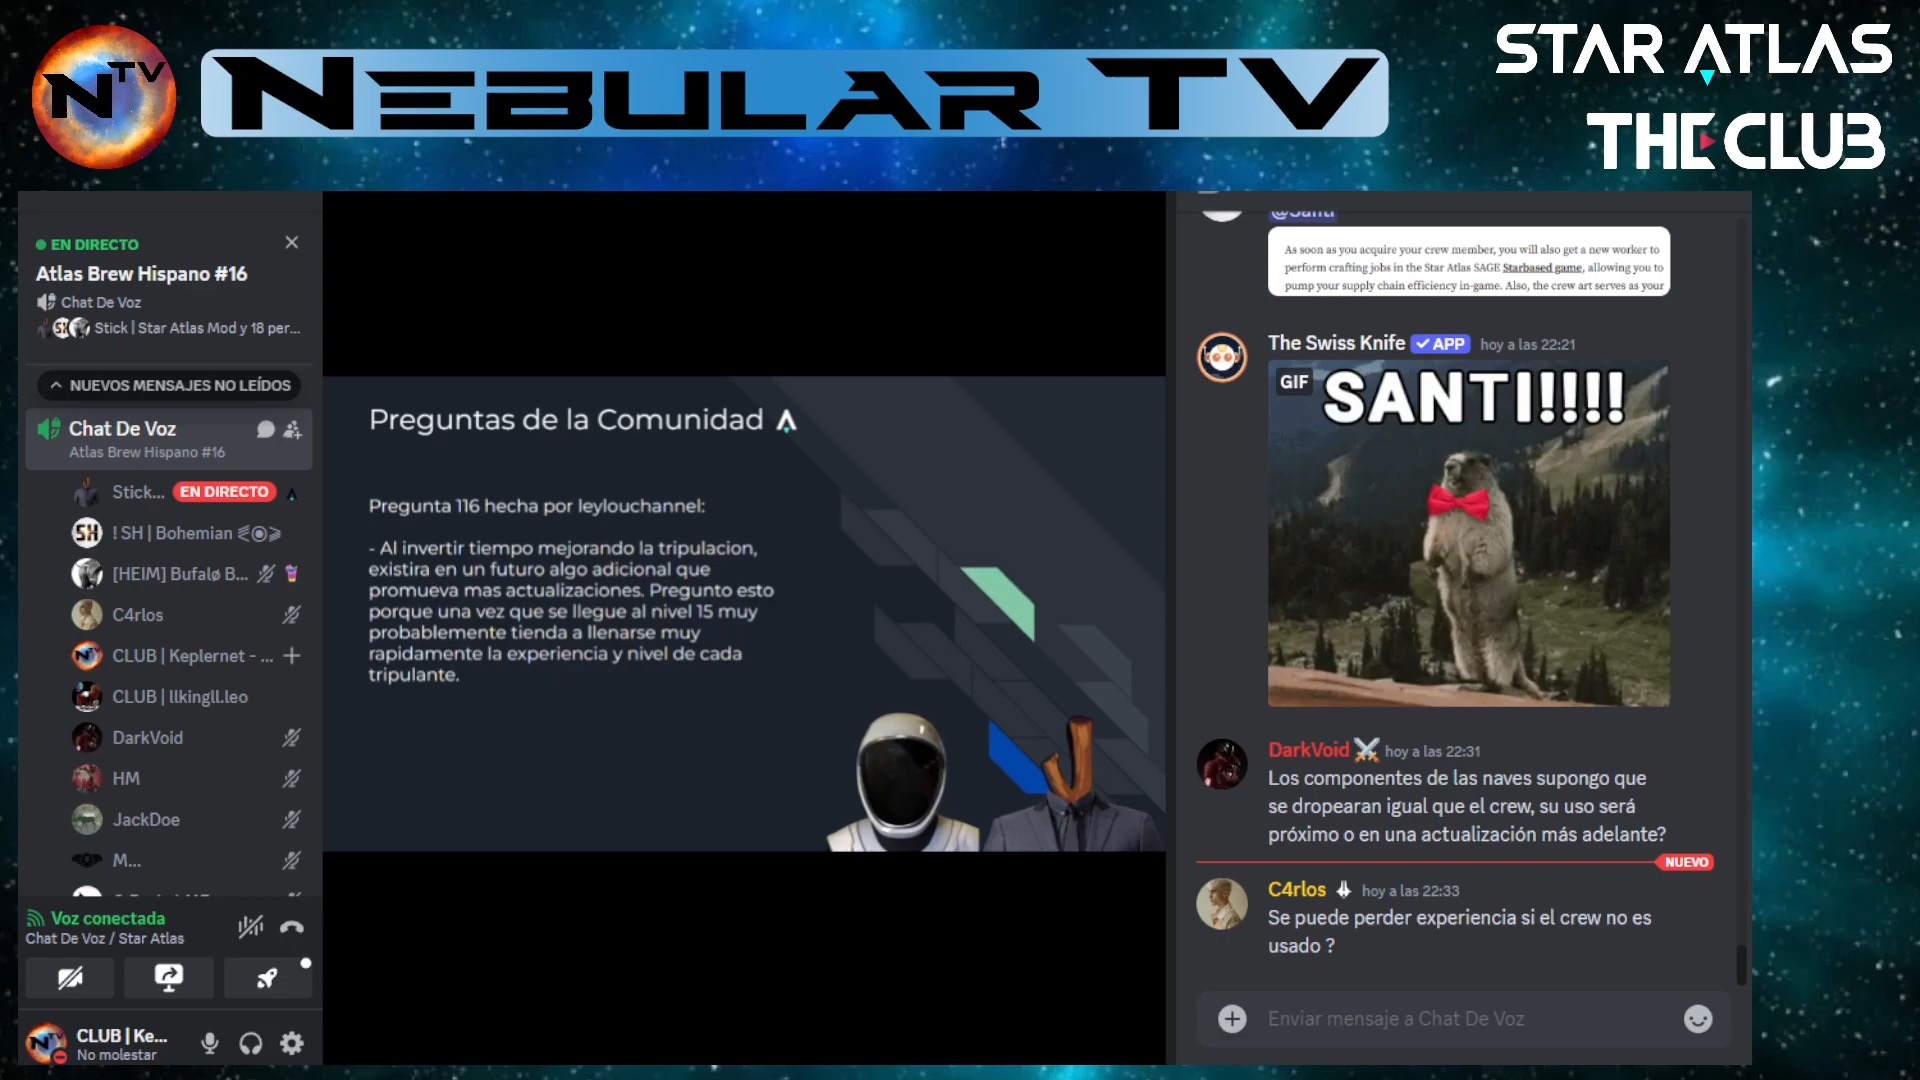 NTV
NEBULAR TV
STAR ATLAS
THE CLUB
EN DIRECTO
Atlas Brew Hispano #16
Chat De Voz
Stick | Star Atlas Mod y 18 per...
NUEVOS MENSAJES NO LEÍDOS
Chat De Voz
Atlas Brew Hispano #16
Stick... EN DIRECTO
! SH | Bohemian
[HEIM] Bufalø B...
C4rlos
CLUB | Keplernet - ...
CLUB | llkingll.leo
DarkVoid
HM
JackDoe
M...
Voz conectada
Chat De Voz / Star Atlas
CLUB | Ke...
No molestar
Preguntas de la Comunidad
Pregunta 116 hecha por leylouchannel:
- Al invertir tiempo mejorando la tripulacion,
existira en un futuro algo adicional que
promueva mas actualizaciones. Pregunto esto
porque una vez que se llegue al nivel 15 muy
probablemente tienda a llenarse muy
rapidamente la experiencia y nivel de cada
tripulante.
@Santi
As soon as you acquire your crew member, you will also get a new worker to
perform crafting jobs in the Star Atlas SAGE Starbased game, allowing you to
pump your supply chain efficiency in-game. Also, the crew art serves as your
The Swiss Knife APP hoy a las 22:21
GIF
SANTI!!!!
DarkVoid hoy a las 22:31
Los componentes de las naves supongo que
se dropearan igual que el crew, su uso será
próximo o en una actualización más adelante?
NUEVO
C4rlos hoy a las 22:33
Se puede perder experiencia si el crew no es
usado ?
Enviar mensaje a Chat De Voz